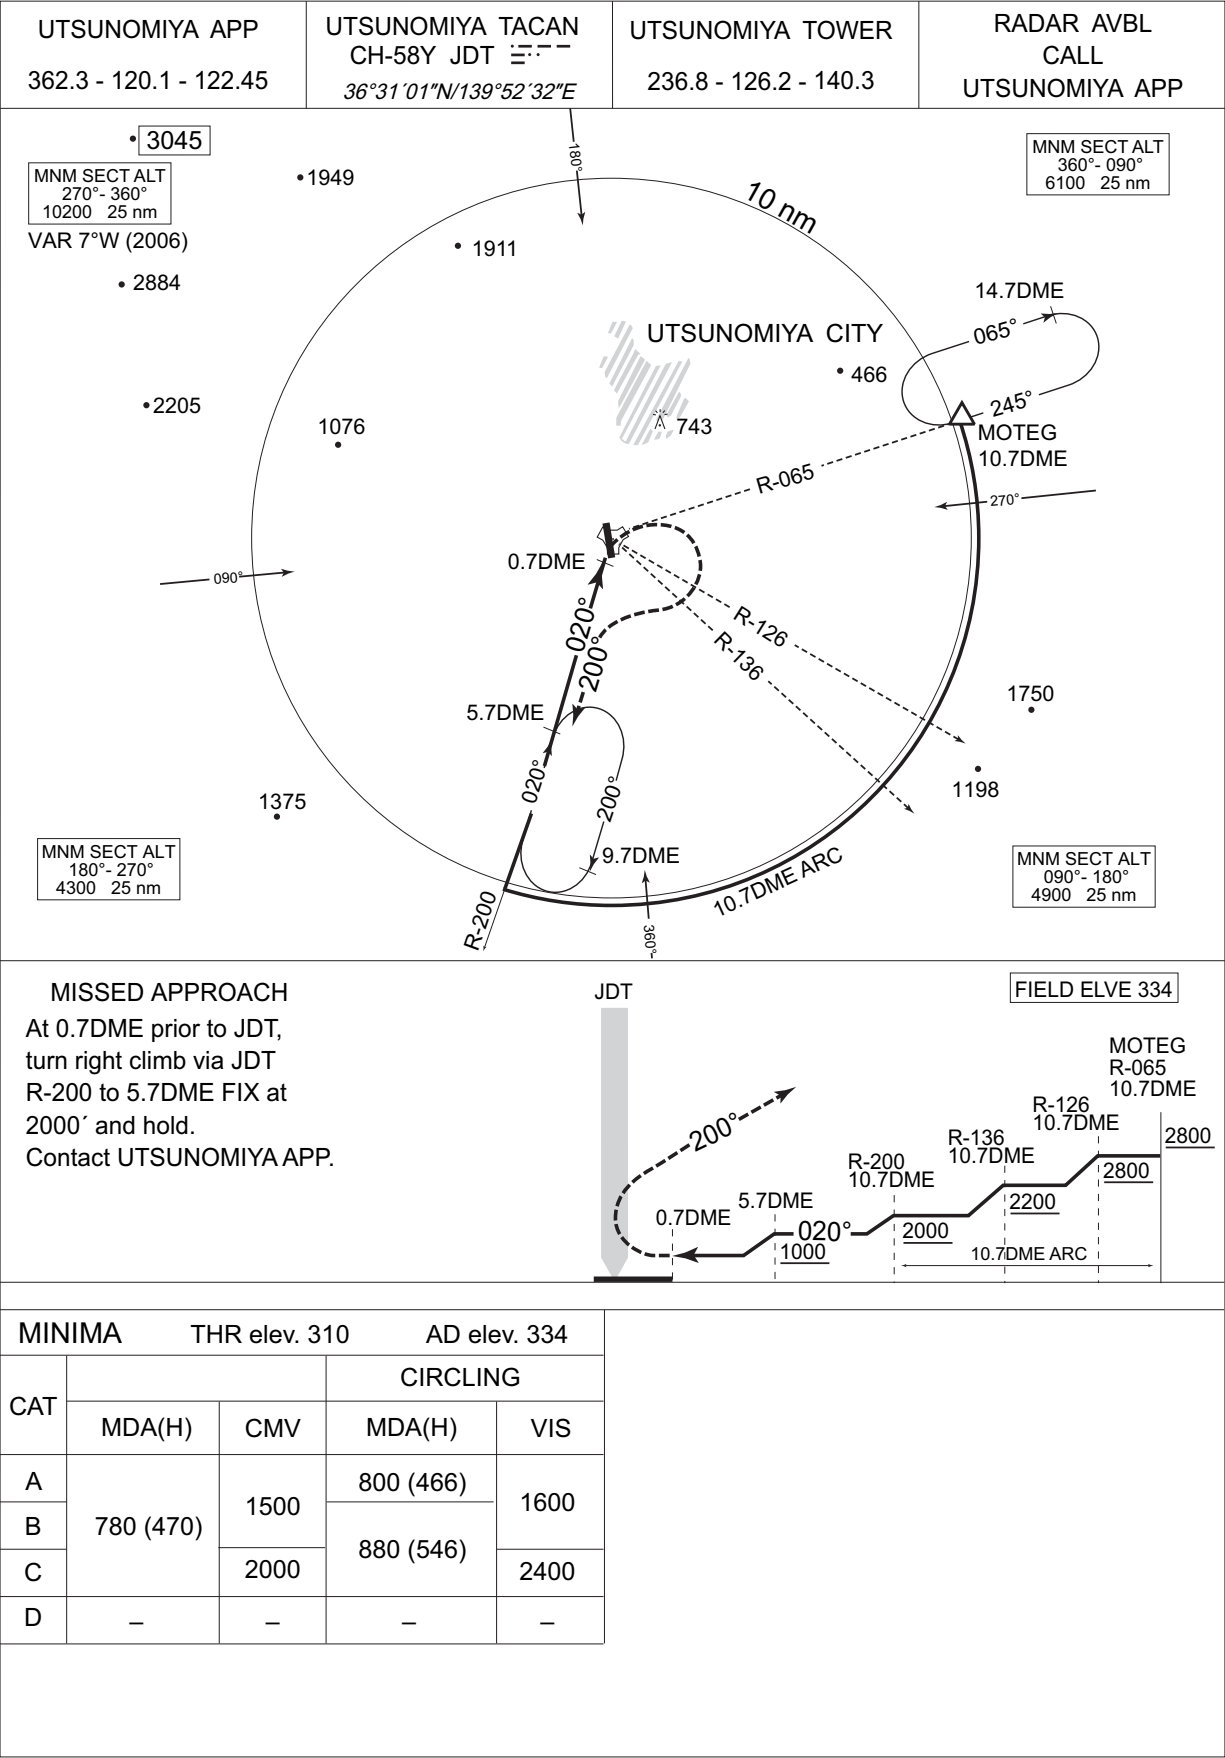 UTSUNOMIYA APP
362.3 - 120.1 - 122.45
UTSUNOMIYA TACAN
CH-58Y JDT
36°31´01″N/139°52´32″E
UTSUNOMIYA TOWER
236.8 - 126.2 - 140.3
RADAR AVBL
CALL
UTSUNOMIYA APP
3045
MNM SECT ALT
270°- 360°
10200 25 nm
VAR 7°W (2006)
1949
180°
MNM SECT ALT
360°- 090°
6100 25 nm
10 nm
1911
2884
14.7DME
065°
UTSUNOMIYA CITY
466
245°
2205
1076
743
MOTEG
10.7DME
R-065
270°
0.7DME
090°
020°
200°
R-126
R-136
5.7DME
1750
020°
200°
1198
1375
9.7DME
10.7DME ARC
MNM SECT ALT
180°- 270°
4300 25 nm
MNM SECT ALT
090°- 180°
4900 25 nm
R-200
360°
MISSED APPROACH
At 0.7DME prior to JDT,
turn right climb via JDT
R-200 to 5.7DME FIX at
2000´ and hold.
Contact UTSUNOMIYA APP.
JDT
FIELD ELVE 334
MOTEG
R-065
10.7DME
R-126
10.7DME
2800
R-136
10.7DME
2800
R-200
10.7DME
2200
200°
5.7DME
0.7DME
020°
2000
1000
10.7DME ARC
MINIMA THR elev. 310 AD elev. 334
CAT
CIRCLING
MDA(H) CMV MDA(H) VIS
A
800 (466)
1500
1600
B
780 (470)
880 (546)
C
2000
2400
D – – – –